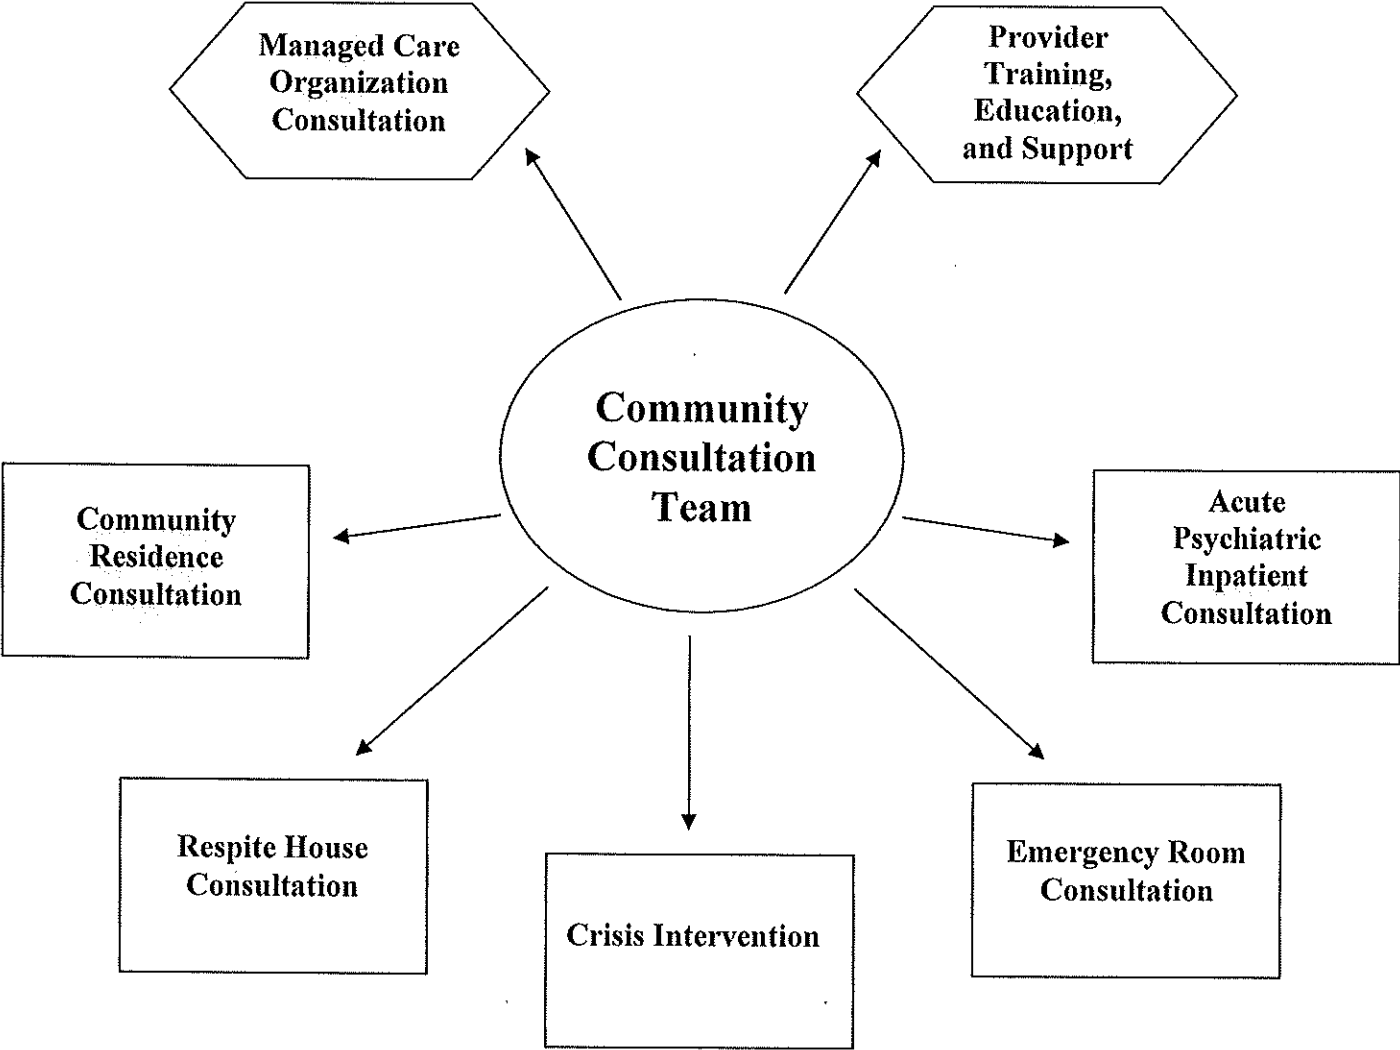 Managed Care
Organization
Consultation
Provider
Training,
Education,
and Support
Community
Consultation
Team
Community
Residence
Consultation
Acute
Psychiatric
Inpatient
Consultation
Respite House
Consultation
Crisis Intervention
Emergency Room
Consultation